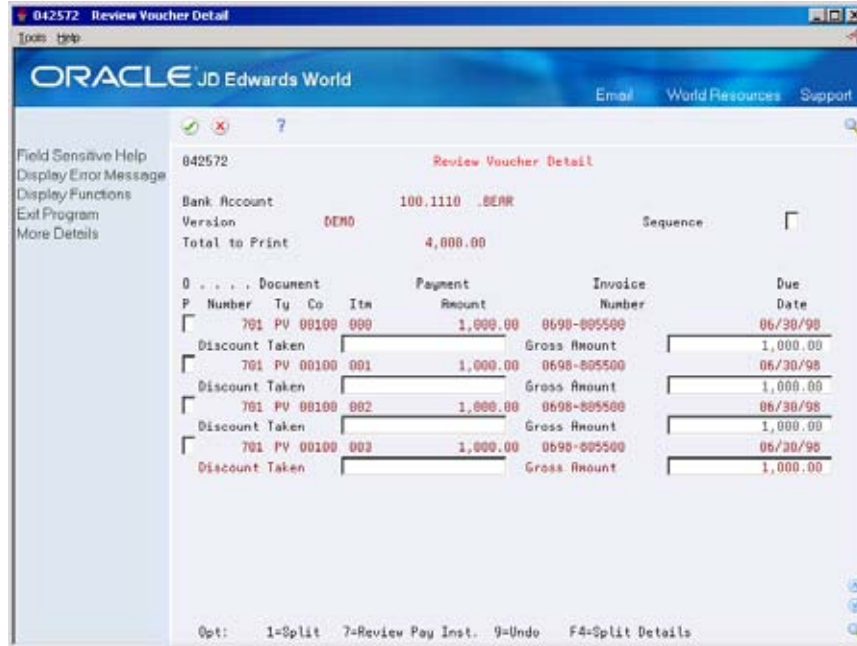 042572 Review Voucher Detail
Tools Help
ORACLE JD Edwards World
Email World Resources Support
?
Field Sensitive Help
Display Error Message
Display Functions
Exit Program
More Details
042572 Review Voucher Detail
Bank Account 100.1110 .BEAR
Version DEMO Sequence
Total to Print 4,000.00
O . . . . Document Payment Invoice Due
P Number Ty Co Itm Amount Number Date
701 PV 00100 000 1,000.00 0698-805500 06/30/98
Discount Taken Gross Amount 1,000.00
701 PV 00100 001 1,000.00 0698-805500 06/30/98
Discount Taken Gross Amount 1,000.00
701 PV 00100 002 1,000.00 0698-805500 06/30/98
Discount Taken Gross Amount 1,000.00
701 PV 00100 003 1,000.00 0698-805500 06/30/98
Discount Taken Gross Amount 1,000.00
Opt: 1=Split 7=Review Pay Inst. 9=Undo F4=Split Details